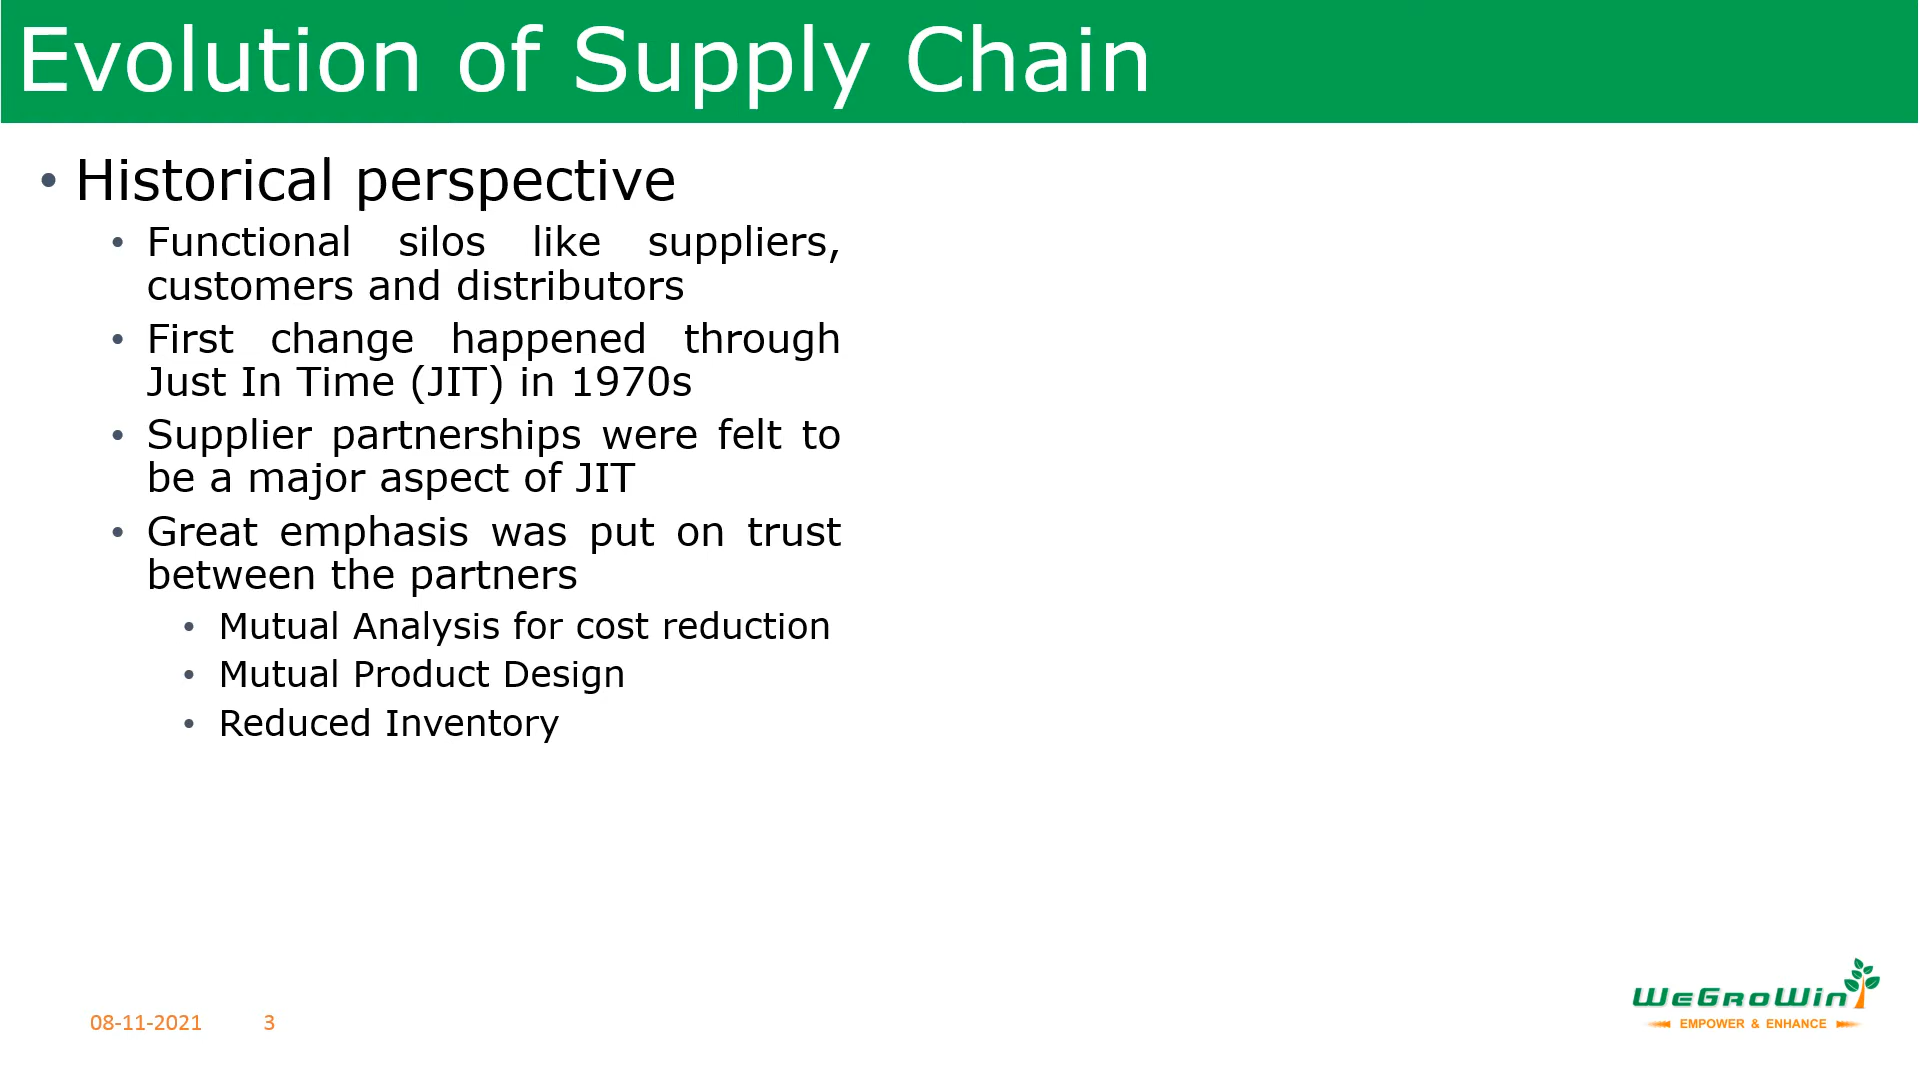 Evolution of Supply Chain
• Historical perspective
• Functional silos like suppliers,
customers and distributors
• First change happened through
Just In Time (JIT) in 1970s
• Supplier partnerships were felt to
be a major aspect of JIT
• Great emphasis was put on trust
between the partners
• Mutual Analysis for cost reduction
• Mutual Product Design
• Reduced Inventory
08-11-2021 3
WeGroWin
EMPOWER & ENHANCE